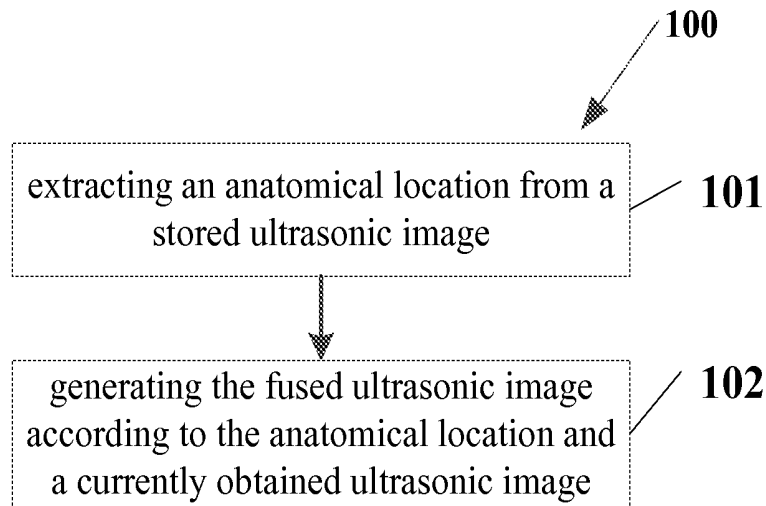 100
extracting an anatomical location from a
stored ultrasonic image
101
generating the fused ultrasonic image
according to the anatomical location and
a currently obtained ultrasonic image
102